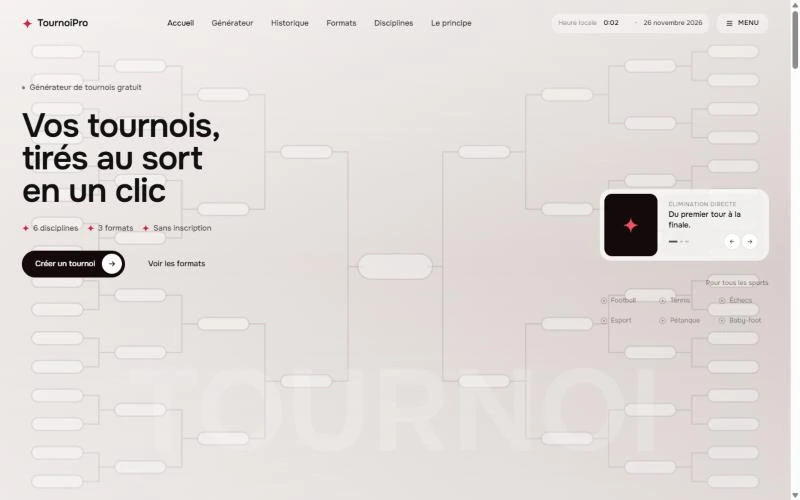 TournoiPro
Accueil Générateur Historique Formats Disciplines Le principe
Heure locale 0:02 - 26 novembre 2026
MENU
Générateur de tournois gratuit
Vos tournois,
tirés au sort
en un clic
6 disciplines 3 formats Sans inscription
Créer un tournoi
Voir les formats
ÉLIMINATION DIRECTE
Du premier tour à la
finale.
Pour tous les sports
Football Tennis Échecs
Esport Pétanque Baby-foot
TOURNOI